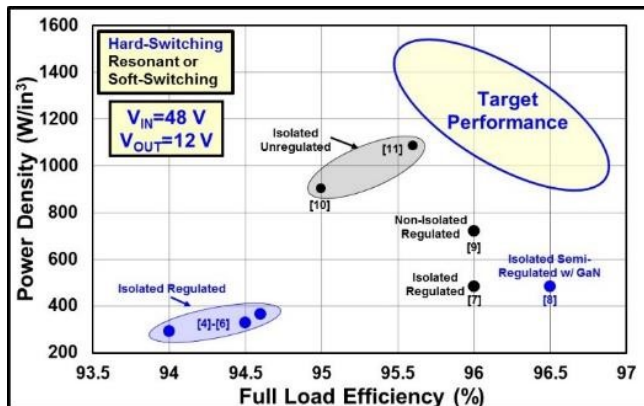 1600
1400
1200
1000
800
600
400
200
Power Density (W/in³)
Hard-Switching
Resonant or
Soft-Switching
V_IN=48 V
V_OUT=12 V
Target
Performance
Isolated
Unregulated
[11]
[10]
Non-Isolated
Regulated
[9]
Isolated Semi-
Regulated w/ GaN
Isolated
Regulated
[7]
[8]
Isolated Regulated
[4]-[6]
93.5 94 94.5 95 95.5 96 96.5 97
Full Load Efficiency (%)